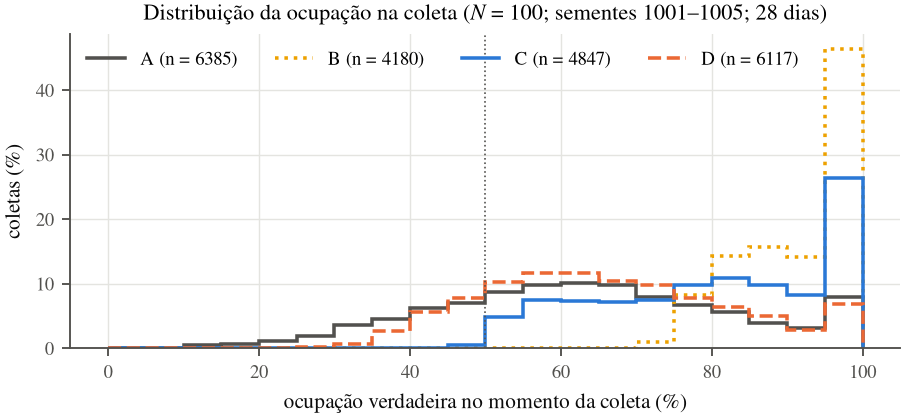 Distribuição da ocupação na coleta (N = 100; sementes 1001–1005; 28 dias)
A (n = 6385)
B (n = 4180)
C (n = 4847)
D (n = 6117)
coletas (%)
40
30
20
10
0
0
20
40
60
80
100
ocupação verdadeira no momento da coleta (%)